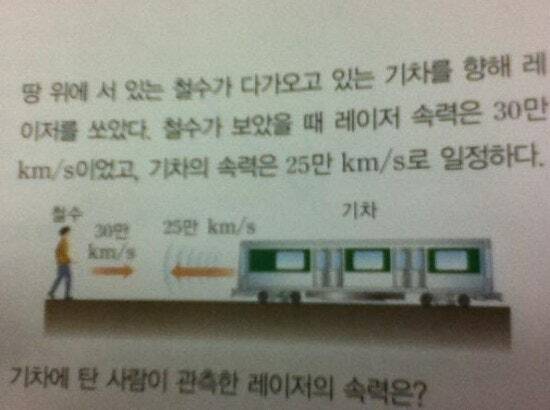 땅 위에 서 있는 철수가 다가오고 있는 기차를 향해 레
이저를 쏘았다. 철수가 보았을 때 레이저 속력은 30만
km/s이었고, 기차의 속력은 25만 km/s로 일정하다.
철수
30만
km/s
25만 km/s
기차
기차에 탄 사람이 관측한 레이저의 속력은?